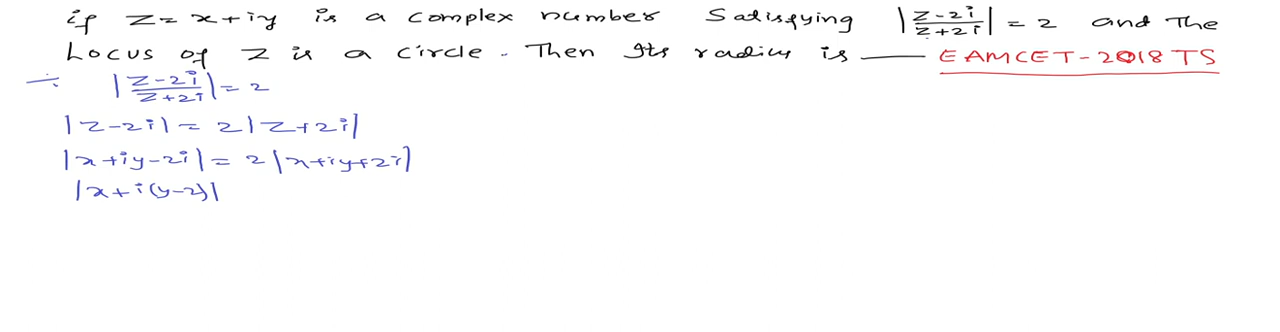 if z = x+iy is a complex number satisfying |z-2i/z+2i| = 2 and the
Locus of z is a circle. Then Its radius is —— EAMCET-2018 TS
÷ |z-2i/z+2i| = 2
|z-2i| = 2|z+2i|
|x+iy-2i| = 2|x+iy+2i|
|x+i(y-2)|